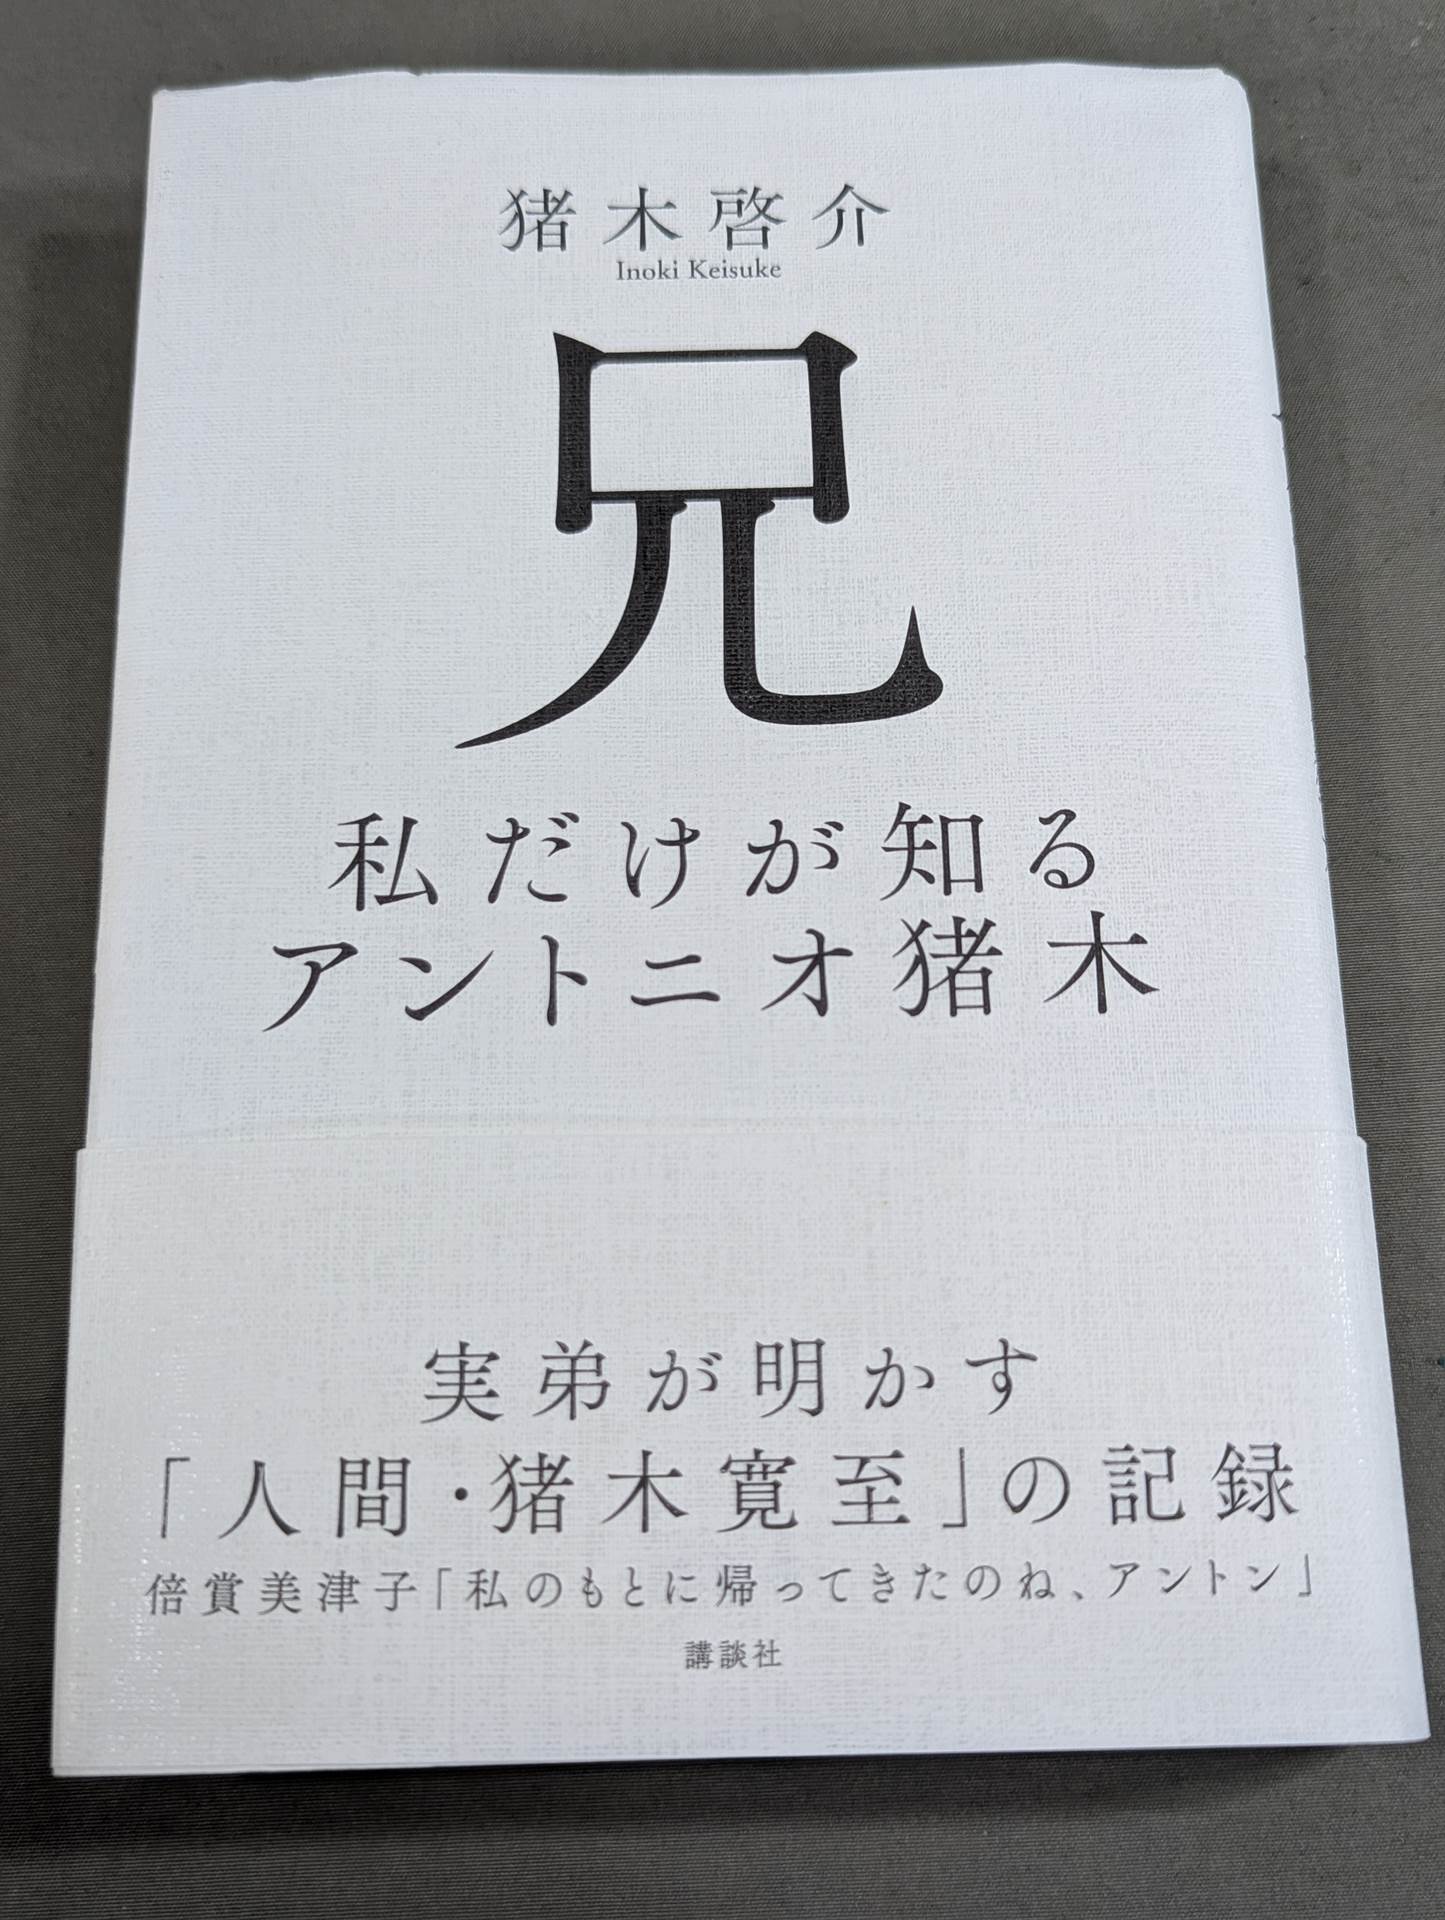 猪木啓介
Inoki Keisuke
兄
私だけが知る
アントニオ猪木
実弟が明かす
「人間・猪木寛至」の記録
倍賞美津子「私のもとに帰ってきたのね、アントン」
講談社